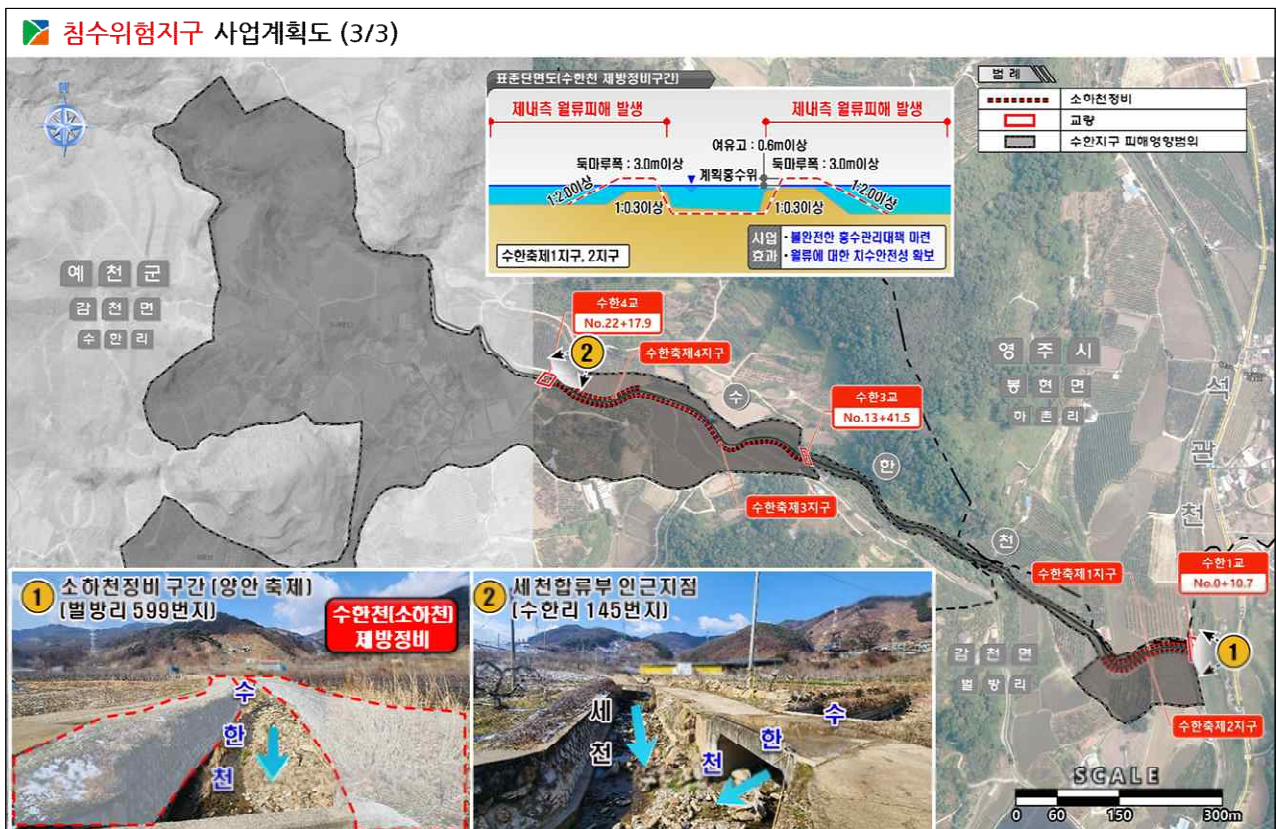 침수위험지구 사업계획도 (3/3)
표준단면도(수한천 제방정비구간)
제내측 월류피해 발생
제내측 월류피해 발생
여유고 : 0.6m이상
둑마루폭 : 3.0m이상
계획홍수위
둑마루폭 : 3.0m이상
1:2.0이상
1:0.3이상
1:0.3이상
1:2.0이상
수한축제1지구, 2지구
사업효과
- 불완전한 홍수관리대책 마련
- 월류에 대한 치수안전성 확보
범 례
소하천정비
교량
수한지구 피해영향범위
예천군
감천면
수한리
수한4교
No.22+17.9
2
수한축제4지구
수한3교
No.13+41.5
수한축제3지구
수
한
천
영주시
봉현면
하촌리
석
관
천
수한축제1지구
수한1교
No.0+10.7
1
감천면
벌방리
수한축제2지구
1
소하천정비 구간 (양안 축제)
(벌방리 599번지)
수한천(소하천)
제방정비
수
한
천
2
세천합류부 인근지점
(수한리 145번지)
세
천
수
한
천
SCALE
0 60 150 300m